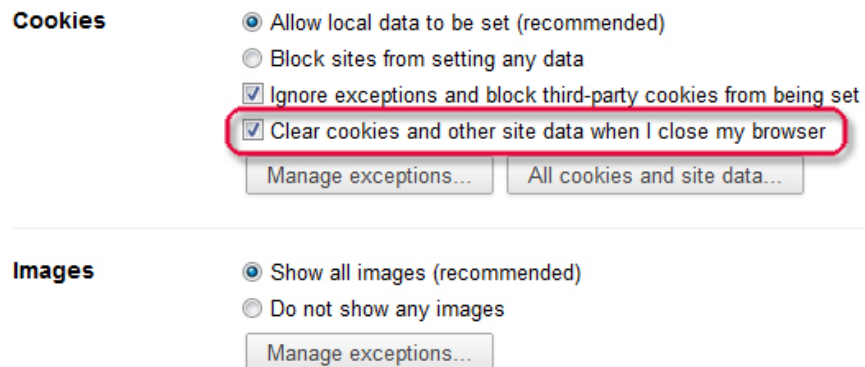 Cookies
Allow local data to be set (recommended)
Block sites from setting any data
Ignore exceptions and block third-party cookies from being set
Clear cookies and other site data when I close my browser
Manage exceptions... All cookies and site data...
Images
Show all images (recommended)
Do not show any images
Manage exceptions...